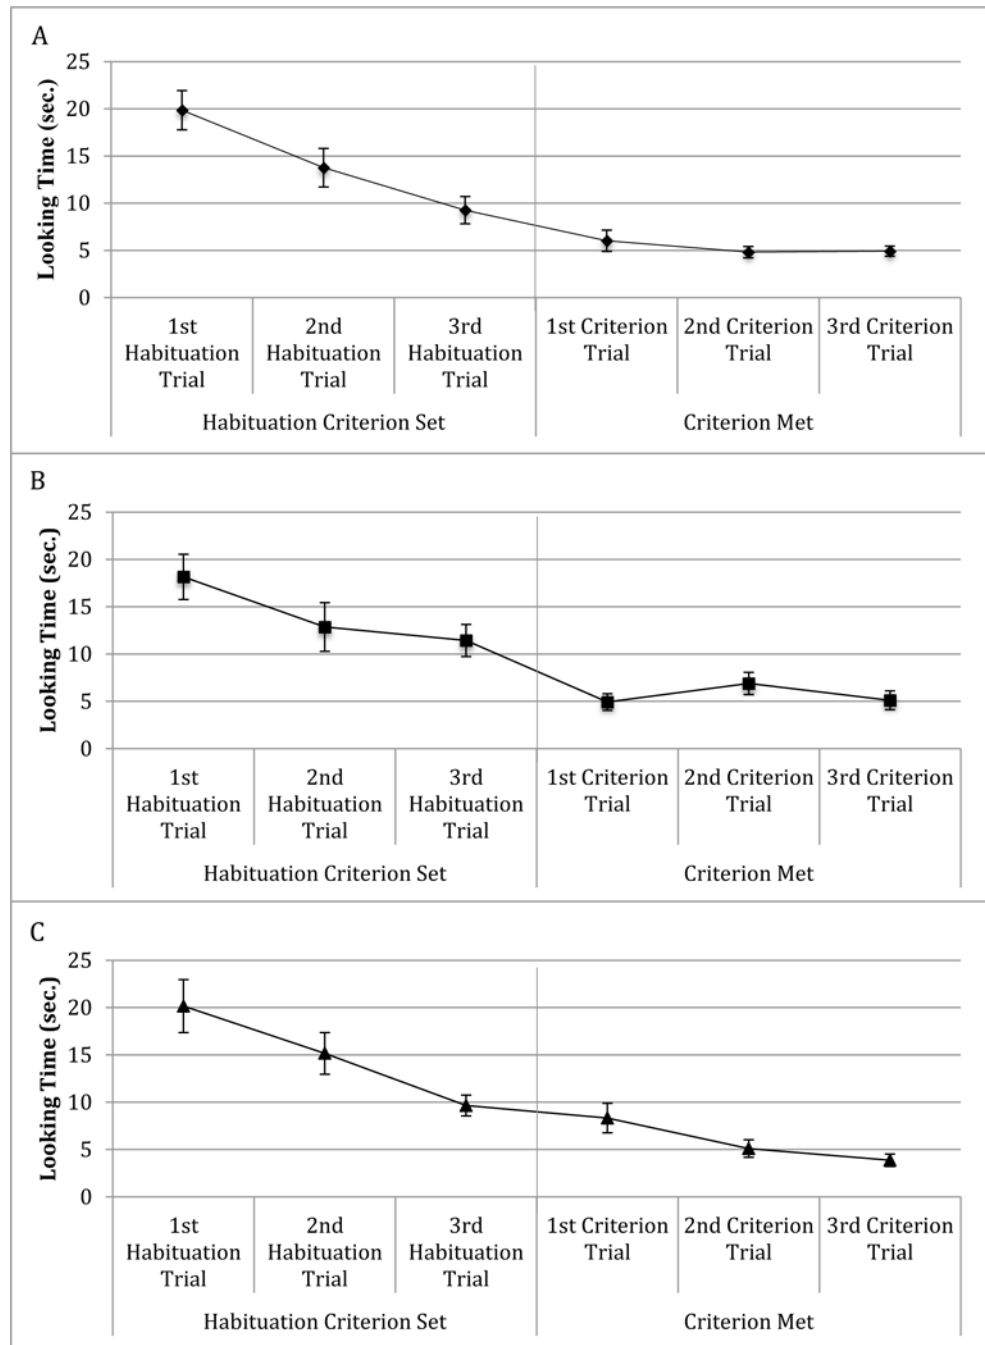 A
25
20
15
10
5
0
Looking Time (sec.)
1st Habituation Trial
2nd Habituation Trial
3rd Habituation Trial
1st Criterion Trial
2nd Criterion Trial
3rd Criterion Trial
Habituation Criterion Set
Criterion Met
B
25
20
15
10
5
0
Looking Time (sec.)
1st Habituation Trial
2nd Habituation Trial
3rd Habituation Trial
1st Criterion Trial
2nd Criterion Trial
3rd Criterion Trial
Habituation Criterion Set
Criterion Met
C
25
20
15
10
5
0
Looking Time (sec.)
1st Habituation Trial
2nd Habituation Trial
3rd Habituation Trial
1st Criterion Trial
2nd Criterion Trial
3rd Criterion Trial
Habituation Criterion Set
Criterion Met